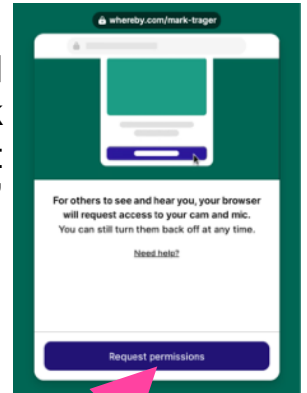 whereby.com/mark-trager
For others to see and hear you, your browser
will request access to your cam and mic.
You can still turn them back off at any time.
Need help?
Request permissions